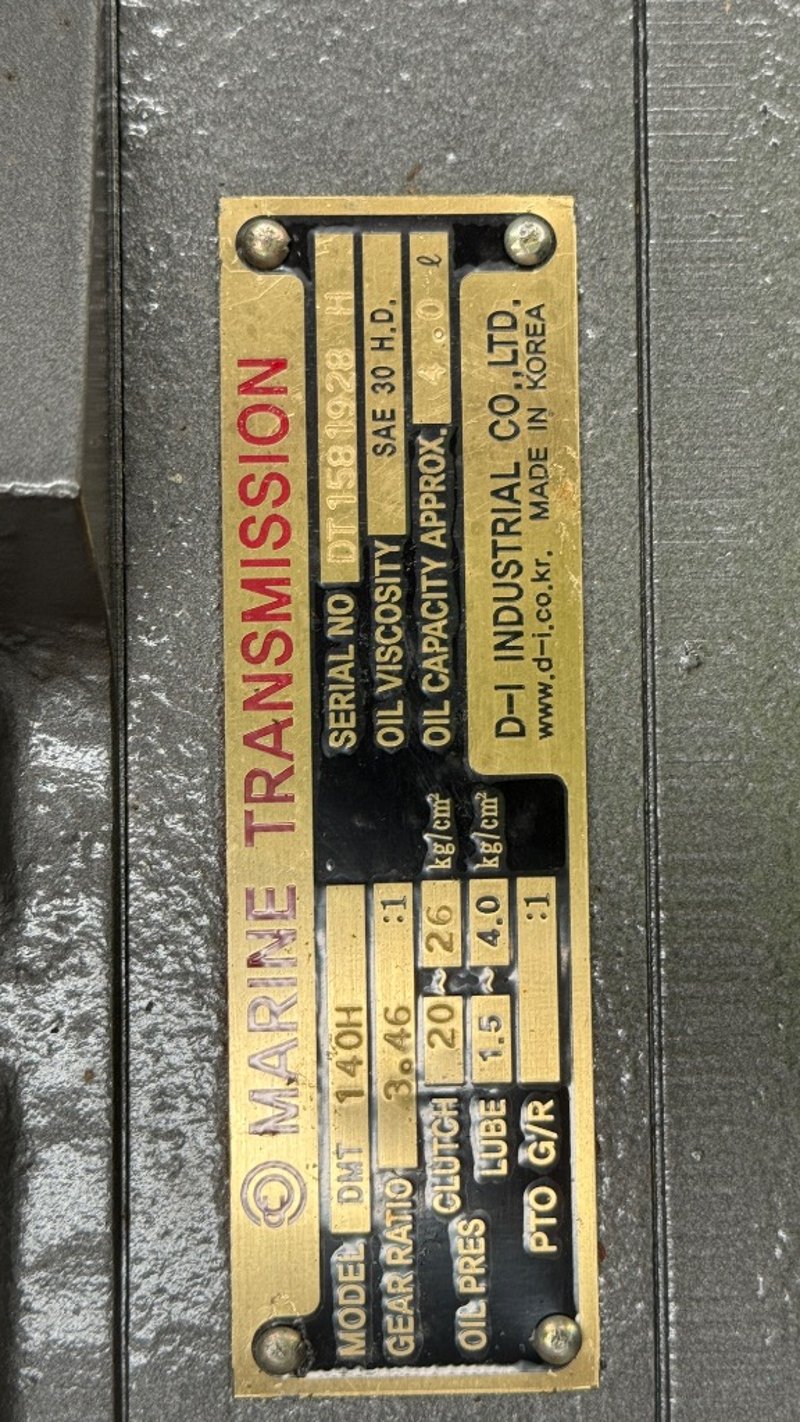 MARINE TRANSMISSION
MODEL DMT 140H
GEAR RATIO 3.46 :1
OIL PRES CLUTCH 20 ~ 26 kg/cm²
LUBE 1.5 ~ 4.0 kg/cm²
PTO G/R :1
SERIAL NO DT1581928 H
OIL VISCOSITY SAE 30 H.D.
OIL CAPACITY APPROX. 4.0 ℓ
D-I INDUSTRIAL CO.,LTD.
www.d-i.co.kr. MADE IN KOREA